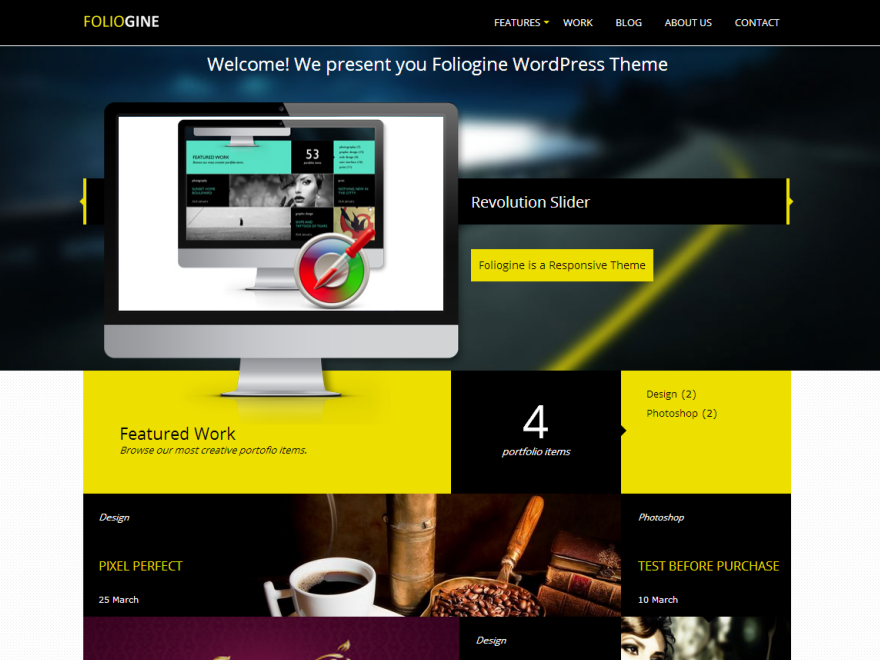 FOLIOGINE
FEATURES WORK BLOG ABOUT US CONTACT
Welcome! We present you Foliogine WordPress Theme
FEATURED WORK
53
Revolution Slider
Foliogine is a Responsive Theme
Featured Work
Browse our most creative portofio items.
4
portfolio items
Design (2)
Photoshop (2)
Design
PIXEL PERFECT
25 March
Photoshop
TEST BEFORE PURCHASE
10 March
Design